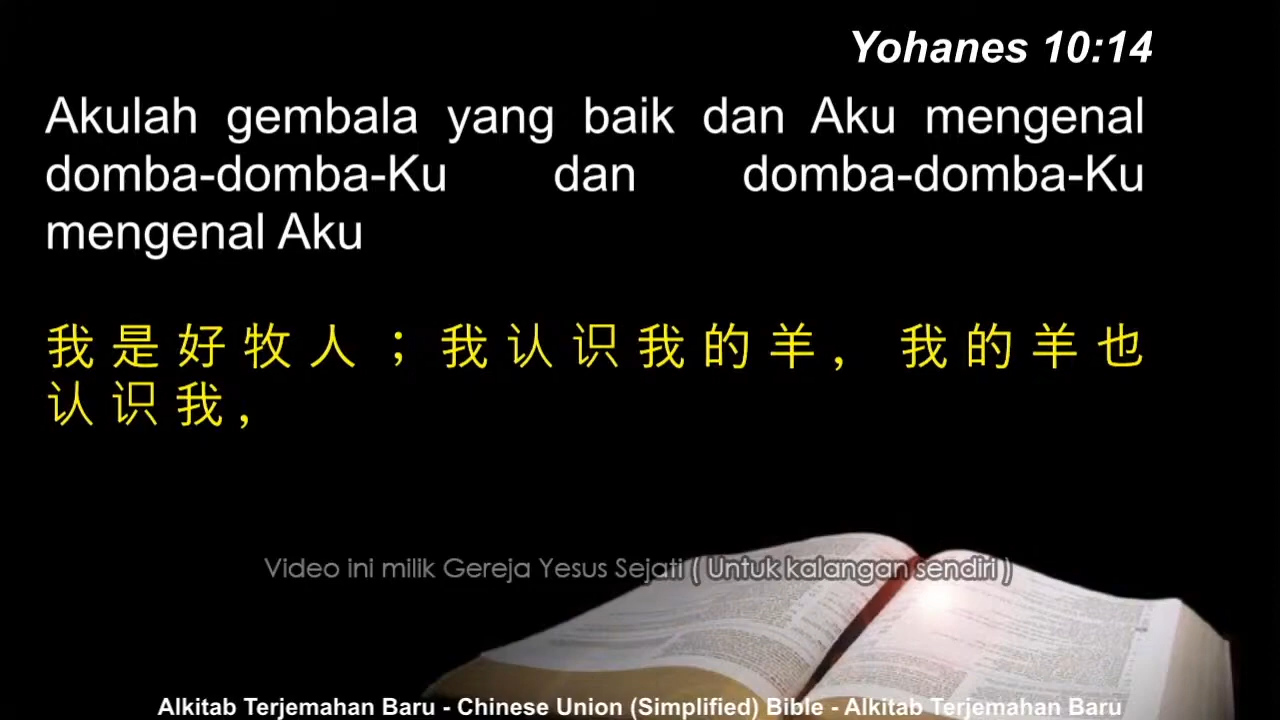 Yohanes 10:14
Akulah gembala yang baik dan Aku mengenal
domba-domba-Ku dan domba-domba-Ku
mengenal Aku
我是好牧人；我认识我的羊， 我的羊也
认识我，
Video ini milik Gereja Yesus Sejati ( Untuk kalangan sendiri )
Alkitab Terjemahan Baru - Chinese Union (Simplified) Bible - Alkitab Terjemahan Baru